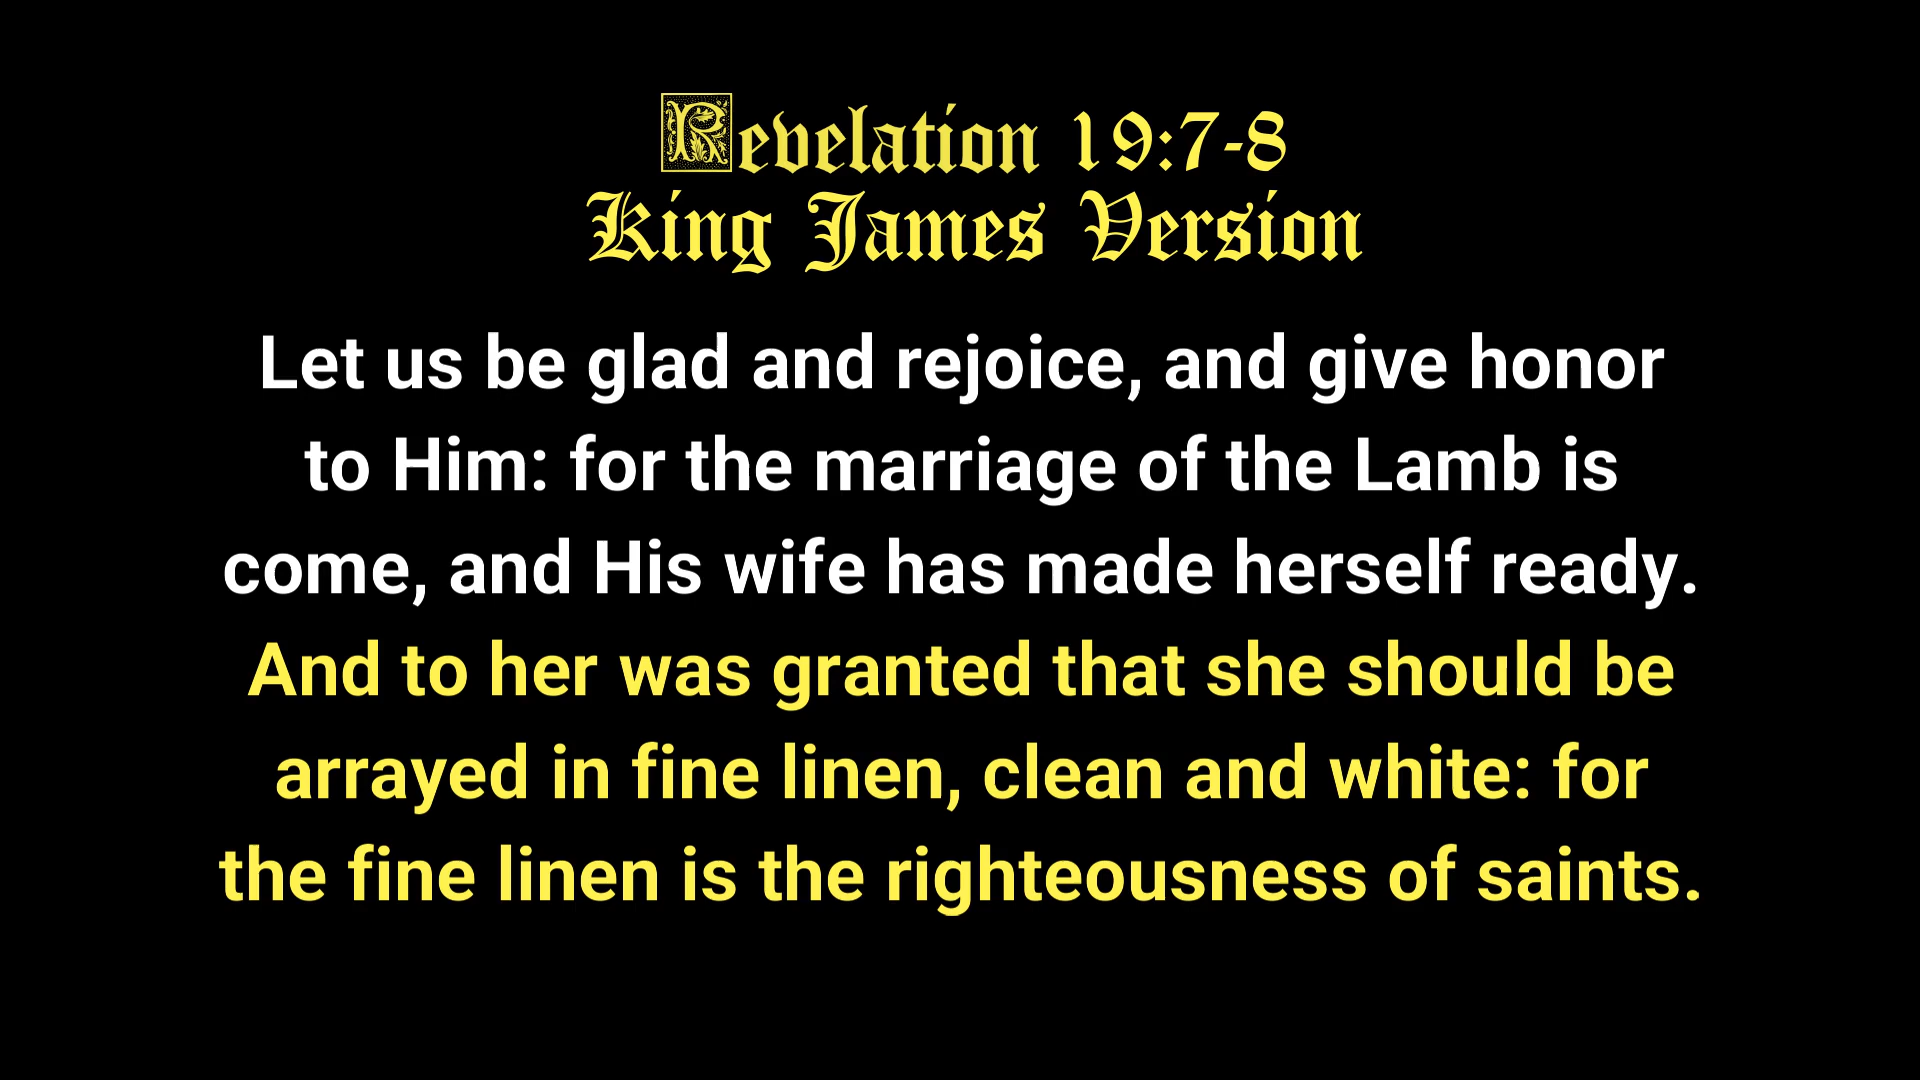 Revelation 19:7-8
King James Version
Let us be glad and rejoice, and give honor
to Him: for the marriage of the Lamb is
come, and His wife has made herself ready.
And to her was granted that she should be
arrayed in fine linen, clean and white: for
the fine linen is the righteousness of saints.